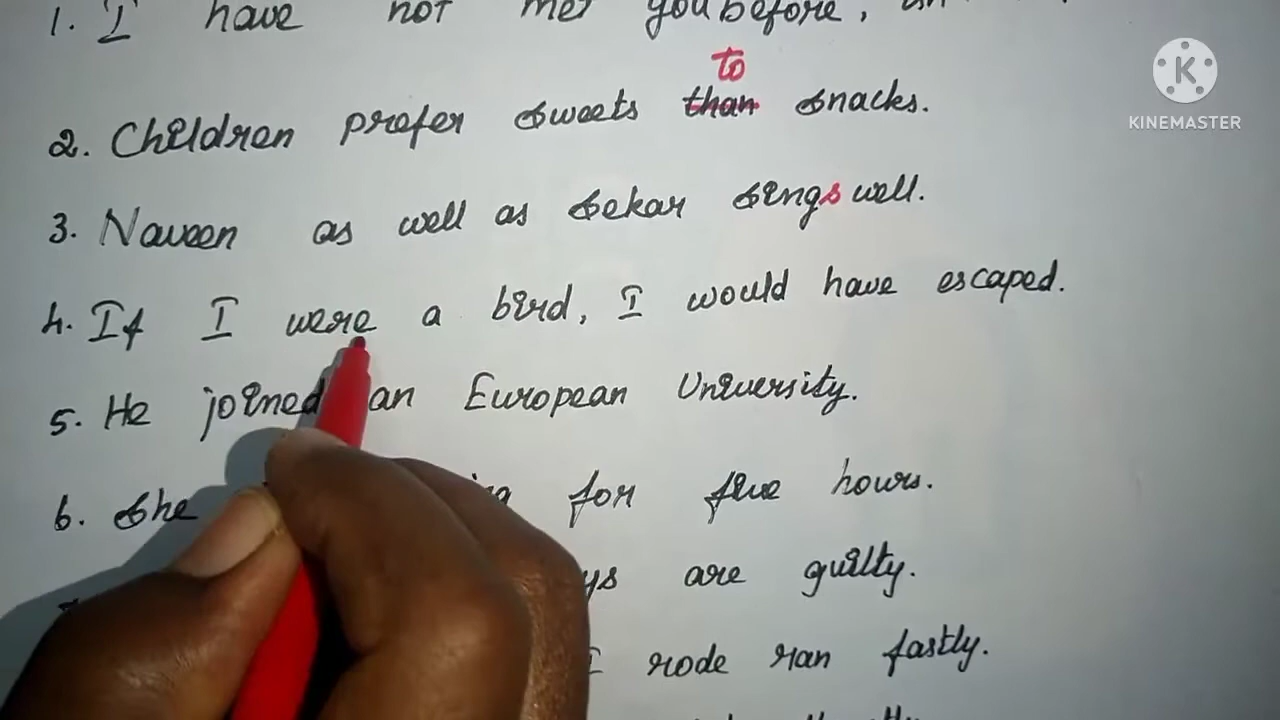 1. I have not met you before,
to
2. Children prefer sweets than snacks.
3. Naveen as well as Sekar sings well.
4. If I were a bird, I would have escaped.
5. He joined an European University.
6. She for five hours.
are guilty.
I rode ran fastly.
K
KINEMASTER